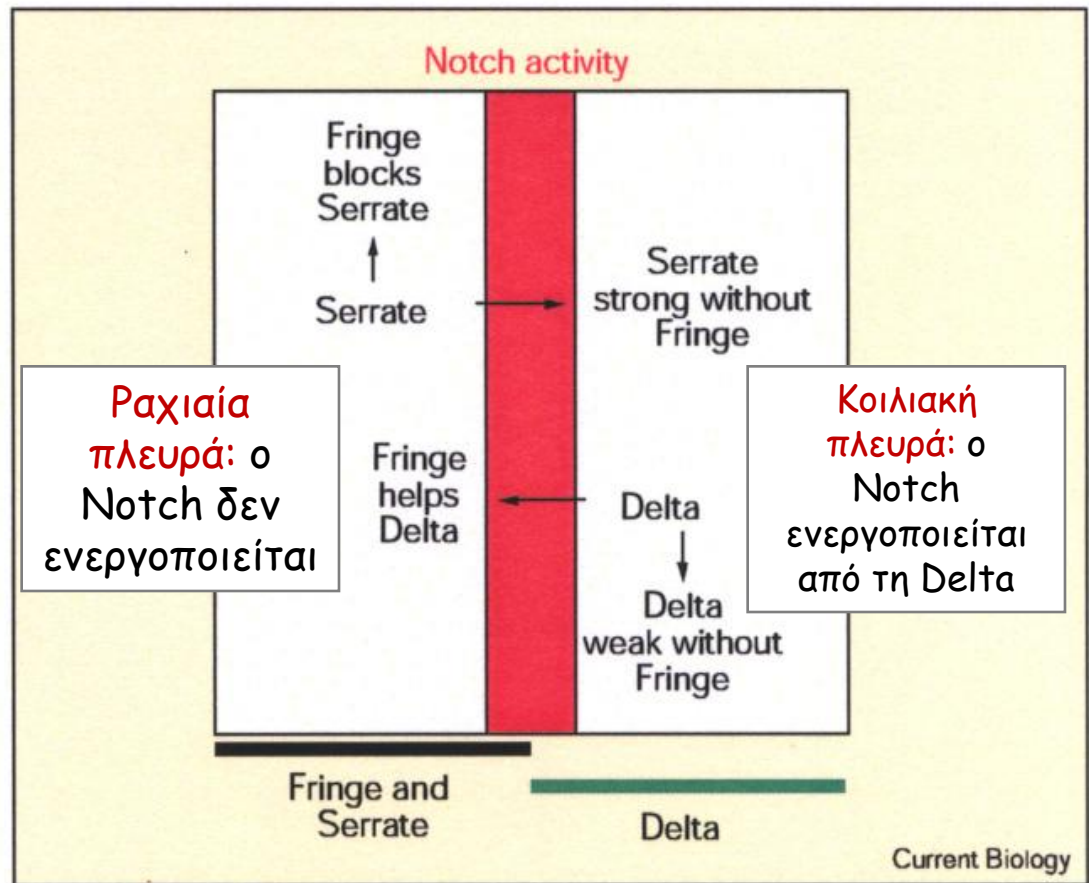 Notch activity
Fringe
blocks
Serrate
Serrate
Serrate
strong without
Fringe
Ραχιαία
πλευρά: ο
Notch δεν
ενεργοποιείται
Fringe
helps
Delta
Delta
Delta
weak without
Fringe
Κοιλιακή
πλευρά: ο
Notch
ενεργοποιείται
από τη Delta
Fringe and
Serrate
Delta
Current Biology